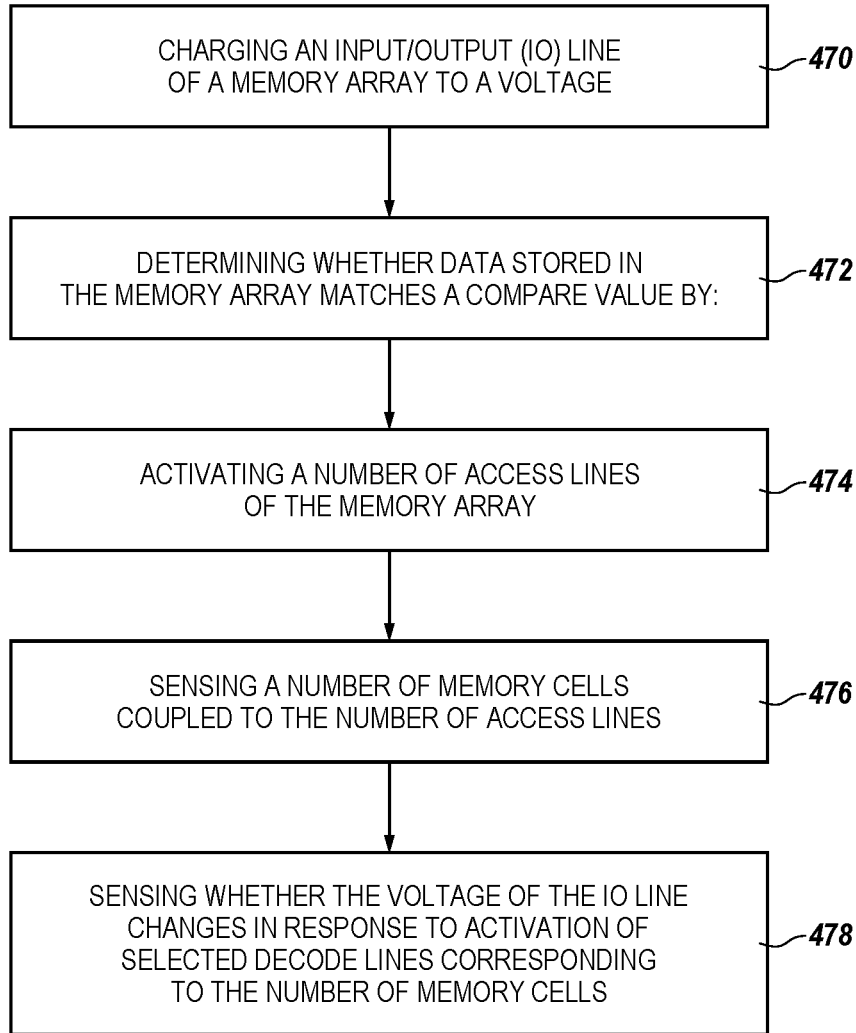 CHARGING AN INPUT/OUTPUT (IO) LINE
OF A MEMORY ARRAY TO A VOLTAGE
470
DETERMINING WHETHER DATA STORED IN
THE MEMORY ARRAY MATCHES A COMPARE VALUE BY:
472
ACTIVATING A NUMBER OF ACCESS LINES
OF THE MEMORY ARRAY
474
SENSING A NUMBER OF MEMORY CELLS
COUPLED TO THE NUMBER OF ACCESS LINES
476
SENSING WHETHER THE VOLTAGE OF THE IO LINE
CHANGES IN RESPONSE TO ACTIVATION OF
SELECTED DECODE LINES CORRESPONDING
TO THE NUMBER OF MEMORY CELLS
478